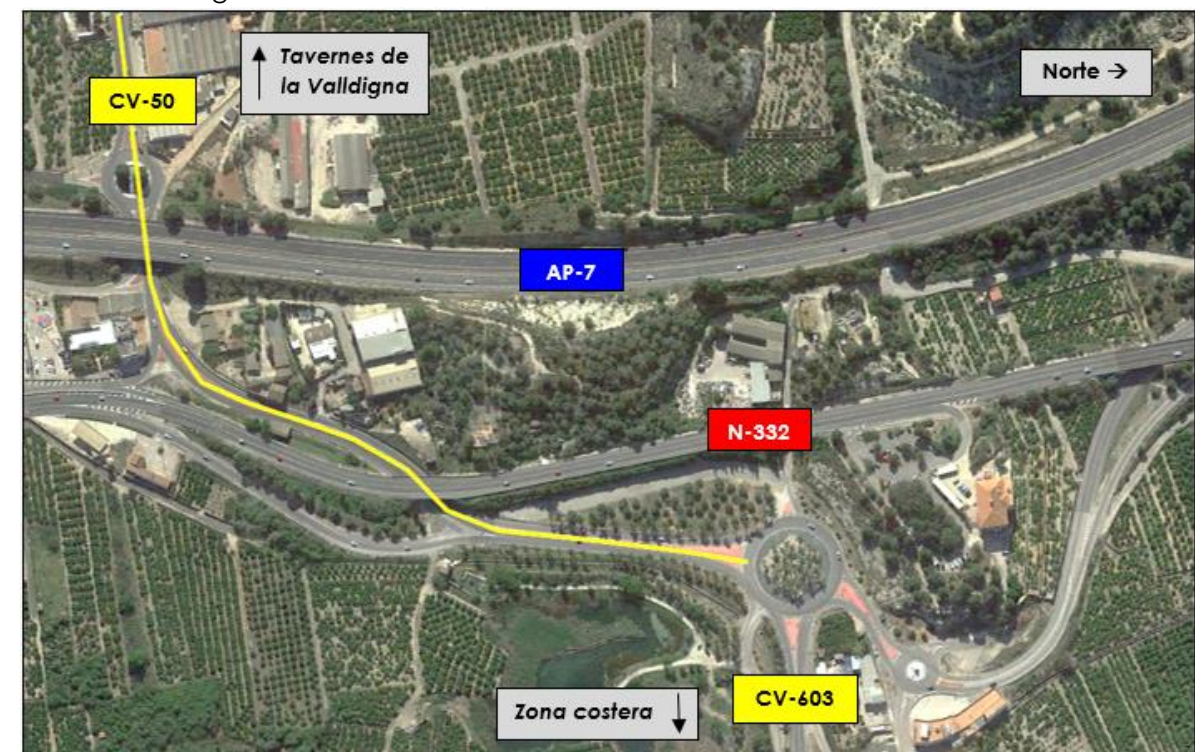 Tavernes de
la Valldigna
Norte →
CV-50
AP-7
N-332
CV-603
Zona costera